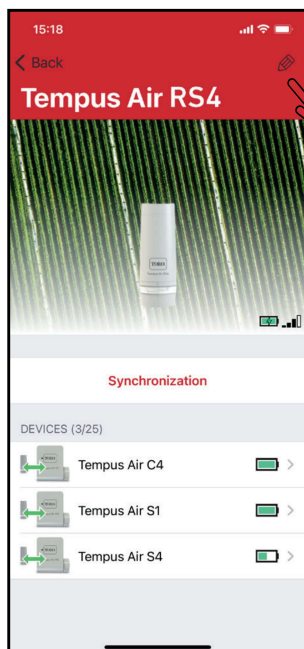 15:18
Back
Tempus Air RS4
TORO
Synchronization
DEVICES (3/25)
Tempus Air C4
Tempus Air S1
Tempus Air S4